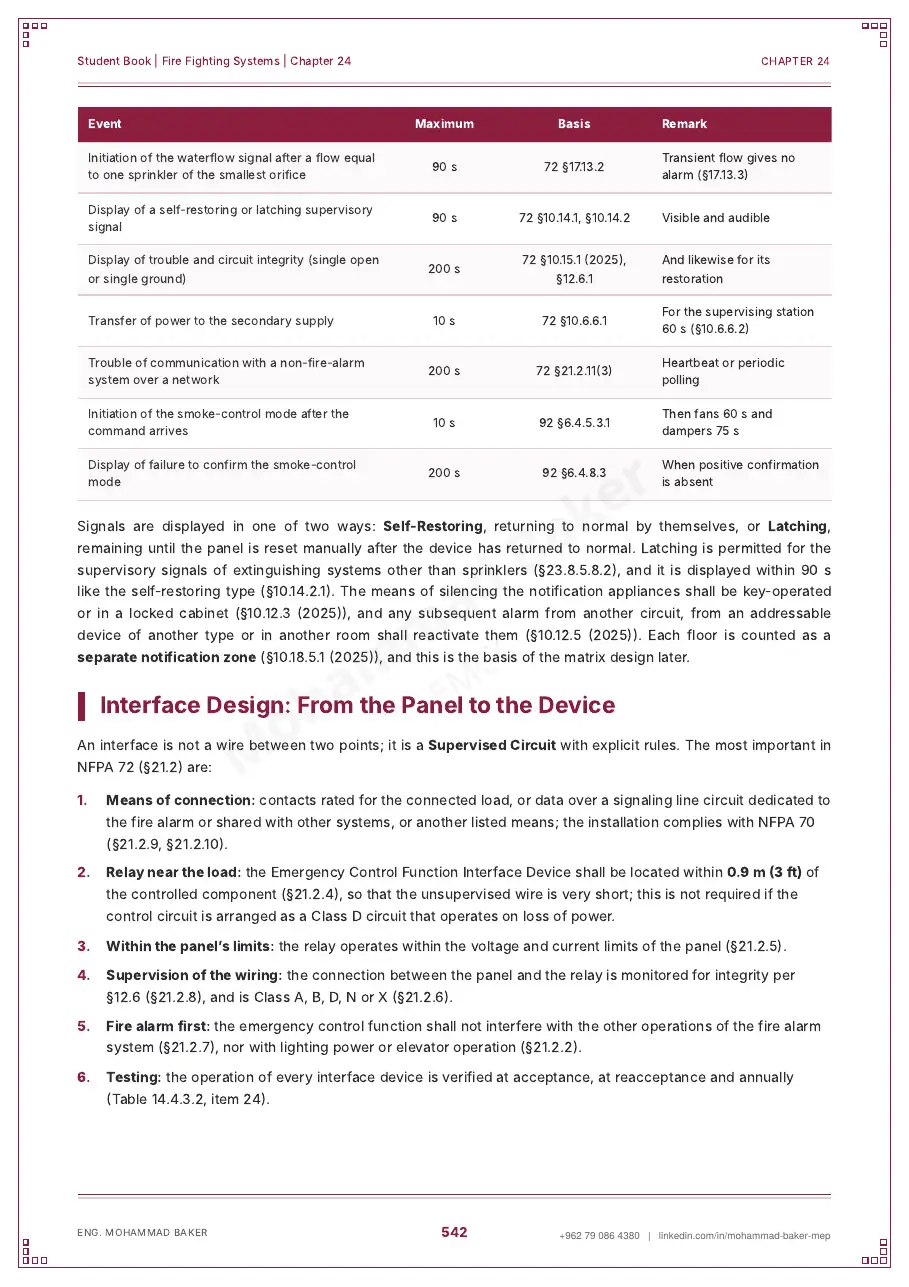 Student Book | Fire Fighting Systems | Chapter 24
CHAPTER 24
Event Maximum Basis Remark
Initiation of the waterflow signal after a flow equal
to one sprinkler of the smallest orifice
90 s
72 §17.13.2
Transient flow gives no
alarm (§17.13.3)
Display of a self-restoring or latching supervisory
signal
90 s
72 §10.14.1, §10.14.2
Visible and audible
Display of trouble and circuit integrity (single open
or single ground)
200 s
72 §10.15.1 (2025),
§12.6.1
And likewise for its
restoration
Transfer of power to the secondary supply
10 s
72 §10.6.6.1
For the supervising station
60 s (§10.6.6.2)
Trouble of communication with a non-fire-alarm
system over a network
200 s
72 §21.2.11(3)
Heartbeat or periodic
polling
Initiation of the smoke-control mode after the
command arrives
10 s
92 §6.4.5.3.1
Then fans 60 s and
dampers 75 s
Display of failure to confirm the smoke-control
mode
200 s
92 §6.4.8.3
When positive confirmation
is absent
Signals are displayed in one of two ways: Self-Restoring, returning to normal by themselves, or Latching,
remaining until the panel is reset manually after the device has returned to normal. Latching is permitted for the
supervisory signals of extinguishing systems other than sprinklers (§23.8.5.8.2), and it is displayed within 90 s
like the self-restoring type (§10.14.2.1). The means of silencing the notification appliances shall be key-operated
or in a locked cabinet (§10.12.3 (2025)), and any subsequent alarm from another circuit, from an addressable
device of another type or in another room shall reactivate them (§10.12.5 (2025)). Each floor is counted as a
separate notification zone (§10.18.5.1 (2025)), and this is the basis of the matrix design later.
Interface Design: From the Panel to the Device
An interface is not a wire between two points; it is a Supervised Circuit with explicit rules. The most important in
NFPA 72 (§21.2) are:
1. Means of connection: contacts rated for the connected load, or data over a signaling line circuit dedicated to
the fire alarm or shared with other systems, or another listed means; the installation complies with NFPA 70
(§21.2.9, §21.2.10).
2. Relay near the load: the Emergency Control Function Interface Device shall be located within 0.9 m (3 ft) of
the controlled component (§21.2.4), so that the unsupervised wire is very short; this is not required if the
control circuit is arranged as a Class D circuit that operates on loss of power.
3. Within the panel's limits: the relay operates within the voltage and current limits of the panel (§21.2.5).
4. Supervision of the wiring: the connection between the panel and the relay is monitored for integrity per
§12.6 (§21.2.8), and is Class A, B, D, N or X (§21.2.6).
5. Fire alarm first: the emergency control function shall not interfere with the other operations of the fire alarm
system (§21.2.7), nor with lighting power or elevator operation (§21.2.2).
6. Testing: the operation of every interface device is verified at acceptance, at reacceptance and annually
(Table 14.4.3.2, item 24).
ENG. MOHAMMAD BAKER
542
+962 79 086 4380 | linkedin.com/in/mohammad-baker-mep